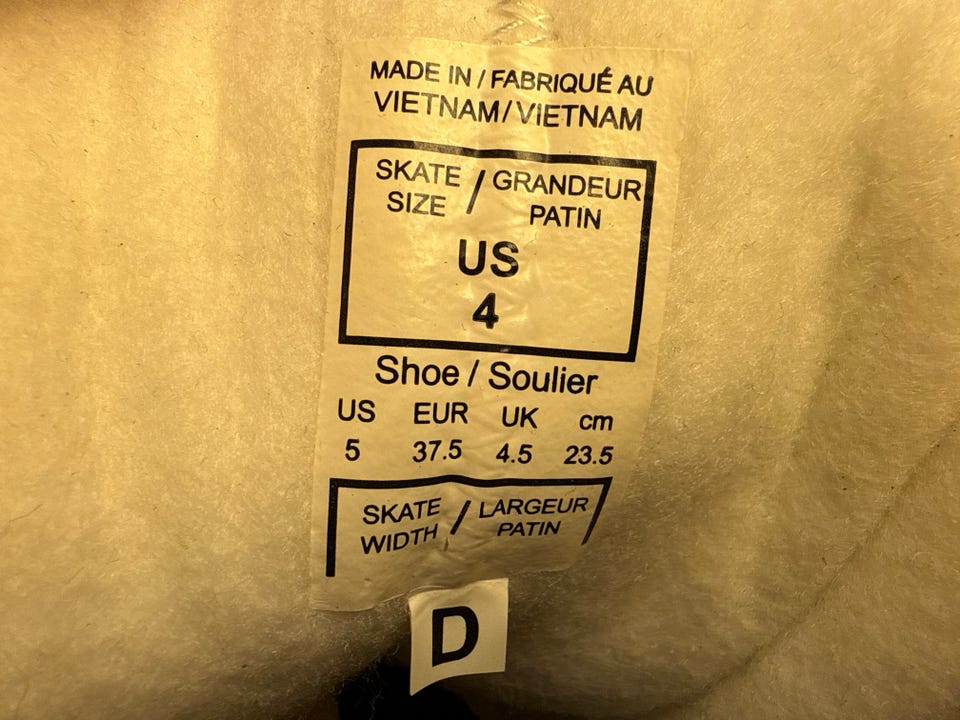 MADE IN / FABRIQUÉ AU
VIETNAM/VIETNAM
SKATE SIZE / GRANDEUR PATIN
US
4
Shoe / Soulier
US EUR UK cm
5 37.5 4.5 23.5
SKATE WIDTH / LARGEUR PATIN
D